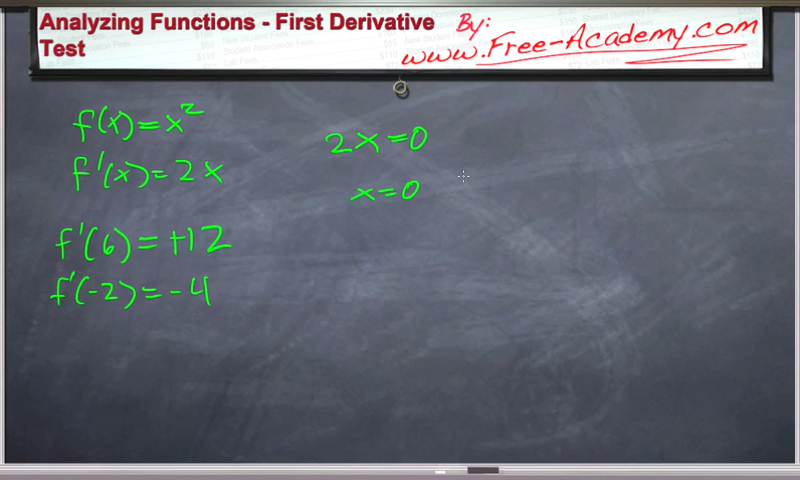 Analyzing Functions - First Derivative
Test
By:
www.Free-Academy.com
f(x)=x²
f'(x)=2x
f'(6)=+12
f'(-2)=-4
2x=0
x=0